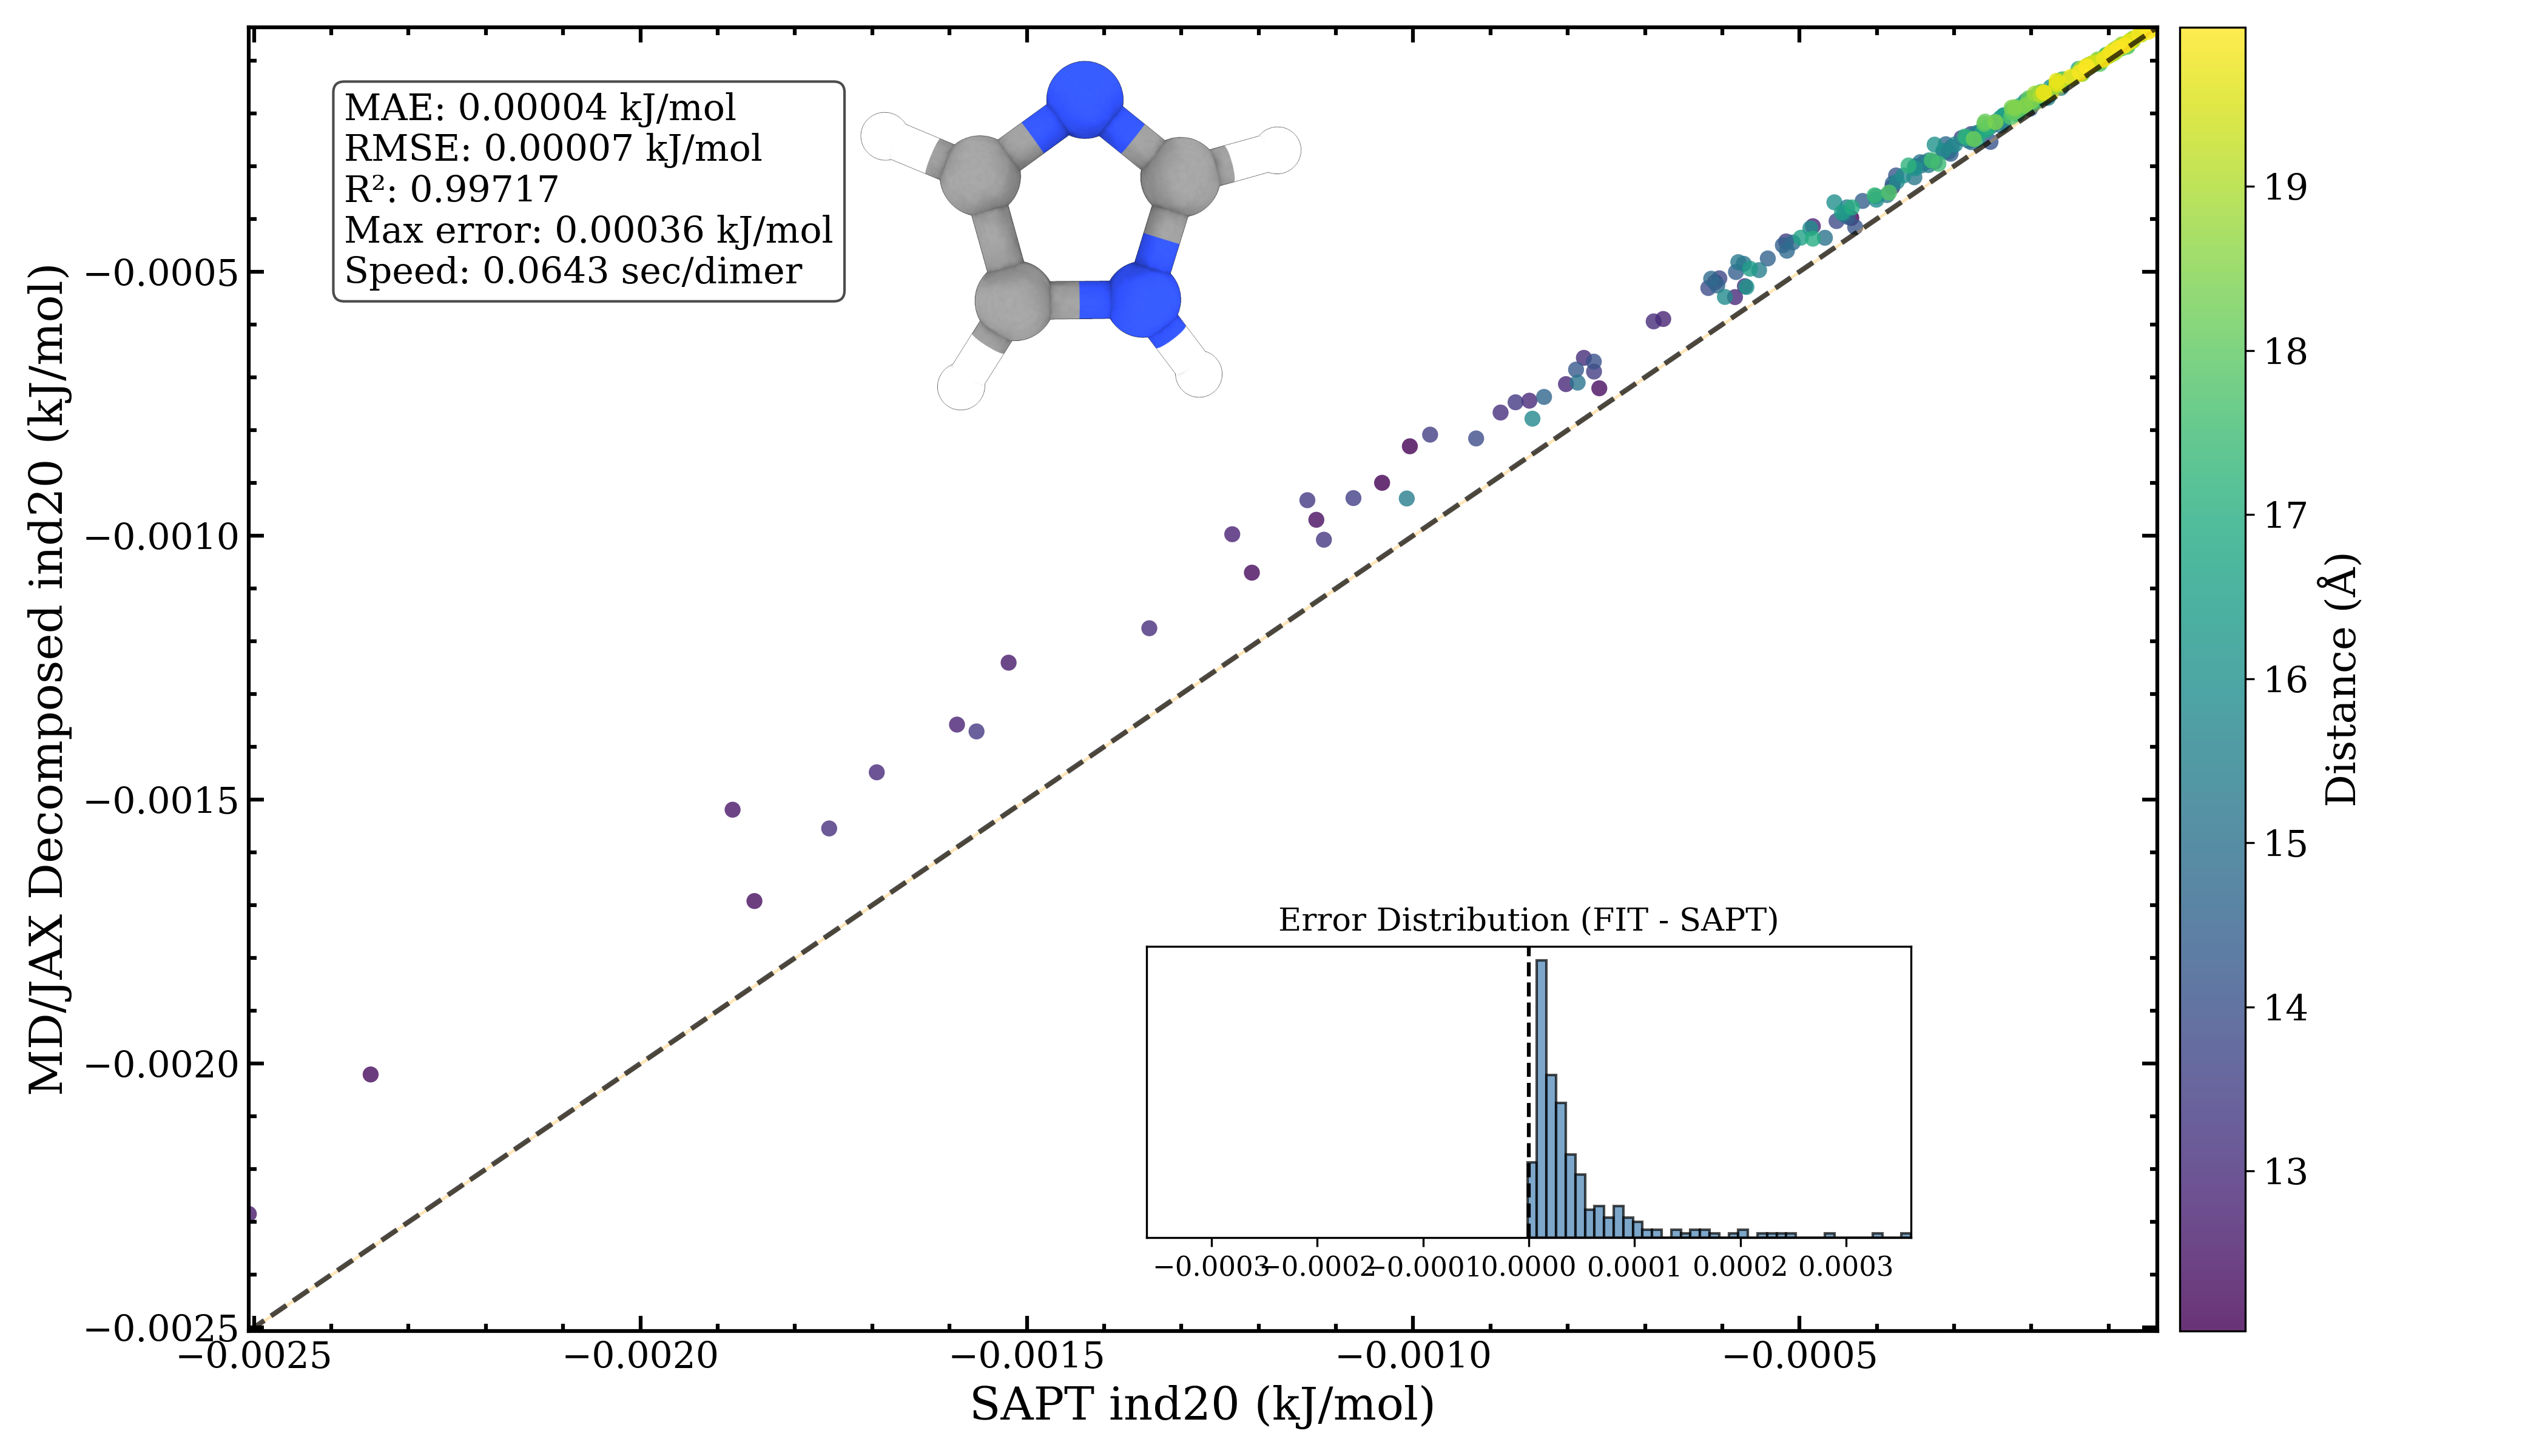 MAE: 0.00004 kJ/mol
RMSE: 0.00007 kJ/mol
R²: 0.99717
Max error: 0.00036 kJ/mol
Speed: 0.0643 sec/dimer
MD/JAX Decomposed ind20 (kJ/mol)
−0.0005
−0.0010
−0.0015
−0.0020
−0.0025
−0.0025
−0.0020
−0.0015
−0.0010
−0.0005
SAPT ind20 (kJ/mol)
Error Distribution (FIT - SAPT)
−0.0003
−0.0002
−0.0001
0.0000
0.0001
0.0002
0.0003
19
18
17
16
15
14
13
Distance (Å)